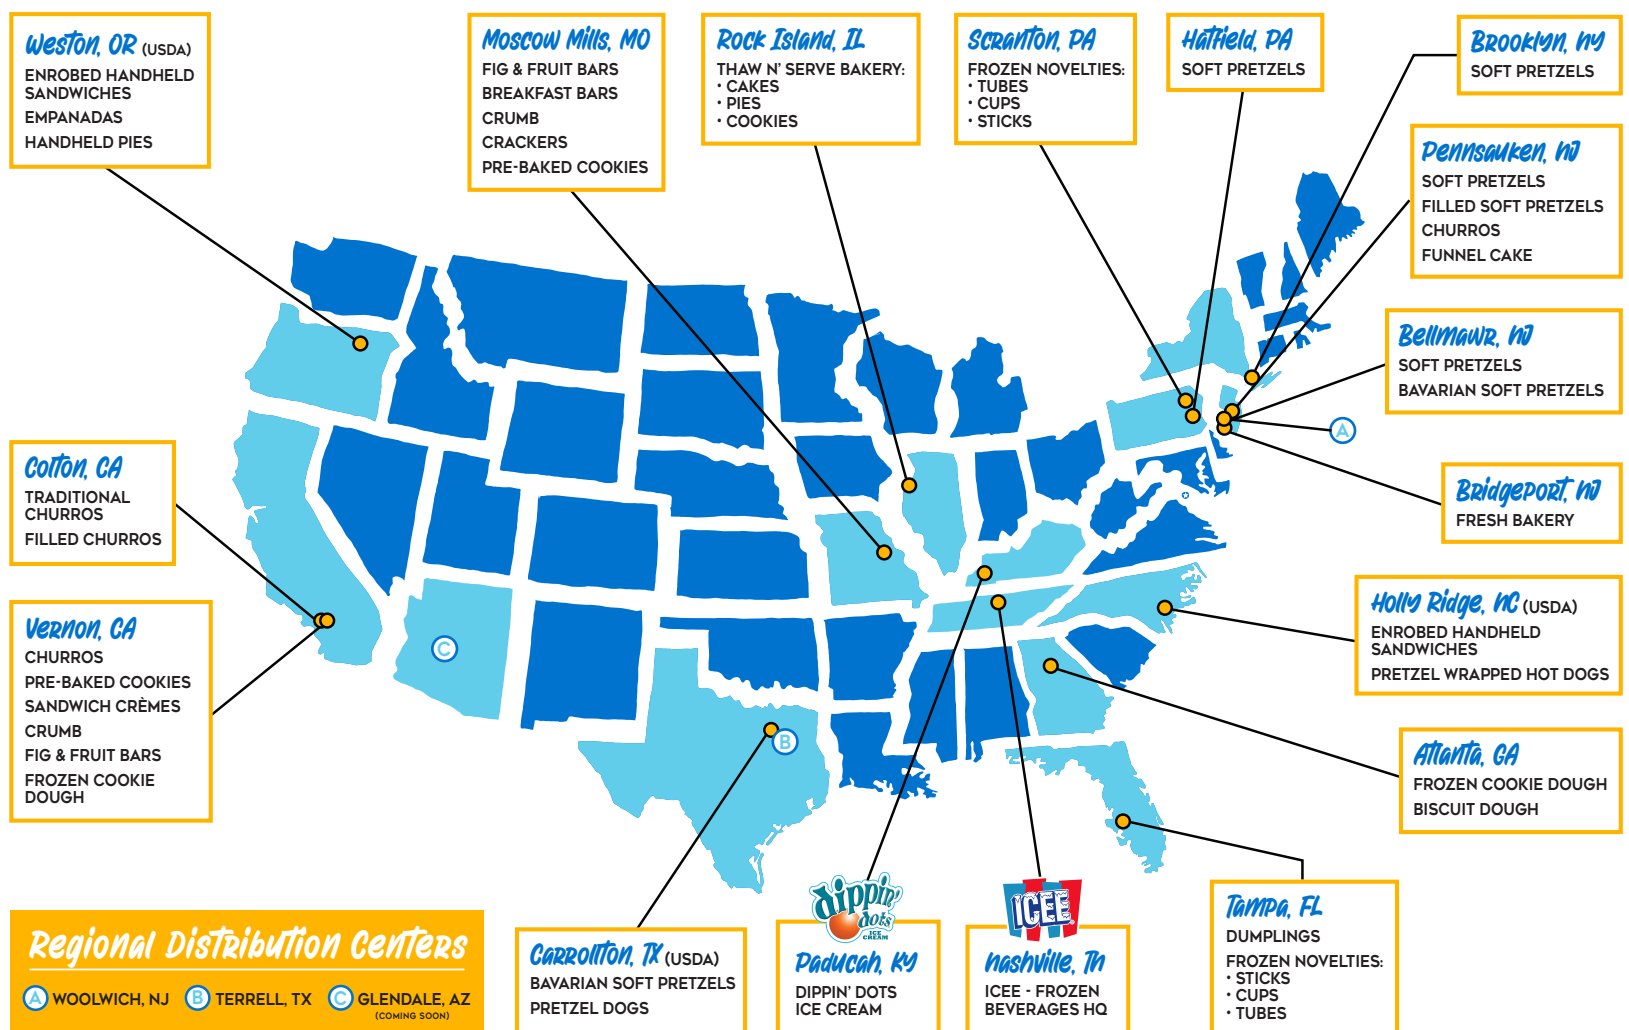 Weston, OR (USDA)
ENROBED HANDHELD
SANDWICHES
EMPANADAS
HANDHELD PIES
Moscow Mills, MO
FIG & FRUIT BARS
BREAKFAST BARS
CRUMB
CRACKERS
PRE-BAKED COOKIES
Rock Island, IL
THAW N' SERVE BAKERY:
• CAKES
• PIES
• COOKIES
Scranton, PA
FROZEN NOVELTIES:
• TUBES
• CUPS
• STICKS
Hatfield, PA
SOFT PRETZELS
Brooklyn, NY
SOFT PRETZELS
Pennsauken, NJ
SOFT PRETZELS
FILLED SOFT PRETZELS
CHURROS
FUNNEL CAKE
Bellmawr, NJ
SOFT PRETZELS
BAVARIAN SOFT PRETZELS
A
Bridgeport, NJ
FRESH BAKERY
Colton, CA
TRADITIONAL
CHURROS
FILLED CHURROS
Vernon, CA
CHURROS
PRE-BAKED COOKIES
SANDWICH CRÈMES
CRUMB
FIG & FRUIT BARS
FROZEN COOKIE
DOUGH
C
B
Holly Ridge, NC (USDA)
ENROBED HANDHELD
SANDWICHES
PRETZEL WRAPPED HOT DOGS
Atlanta, GA
FROZEN COOKIE DOUGH
BISCUIT DOUGH
Carrollton, TX (USDA)
BAVARIAN SOFT PRETZELS
PRETZEL DOGS
dippin'
dots
ICE
CREAM
Paducah, KY
DIPPIN' DOTS
ICE CREAM
ICEE
Nashville, TN
ICEE - FROZEN
BEVERAGES HQ
Tampa, FL
DUMPLINGS
FROZEN NOVELTIES:
• STICKS
• CUPS
• TUBES
Regional Distribution Centers
A WOOLWICH, NJ B TERRELL, TX C GLENDALE, AZ
(COMING SOON)